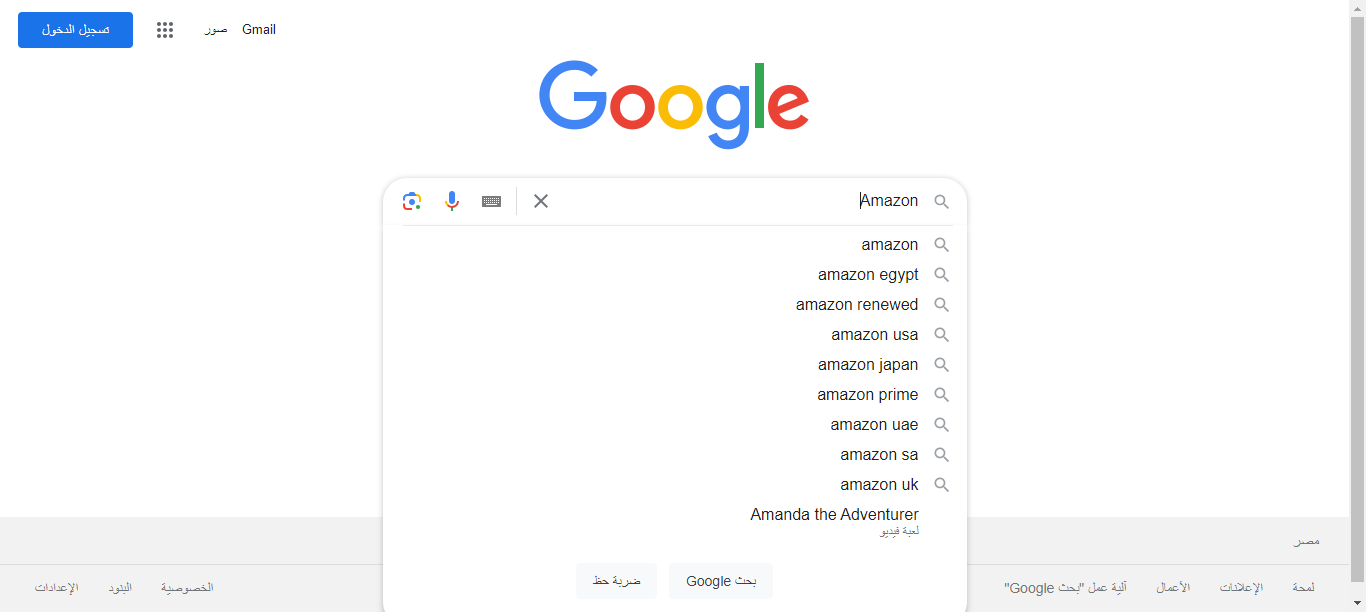 تسجيل الدخول
صور
Gmail
Google
Amazon
amazon
amazon egypt
amazon renewed
amazon usa
amazon japan
amazon prime
amazon uae
amazon sa
amazon uk
Amanda the Adventurer
لعبة فيديو
بحث Google
ضربة حظ
مصر
لمحة
الإعلانات
الأعمال
آلية عمل "بحث Google"
الخصوصية
البنود
الإعدادات